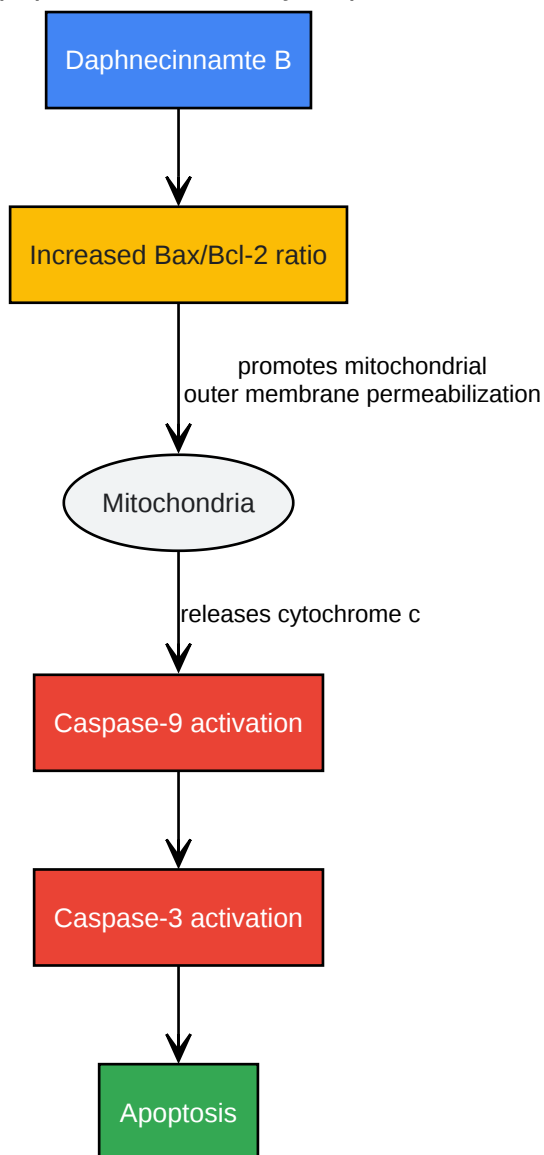 Daphnecinnamte B
Increased Bax/Bcl-2 ratio
promotes mitochondrial
outer membrane permeabilization
Mitochondria
releases cytochrome c
Caspase-9 activation
Caspase-3 activation
Apoptosis